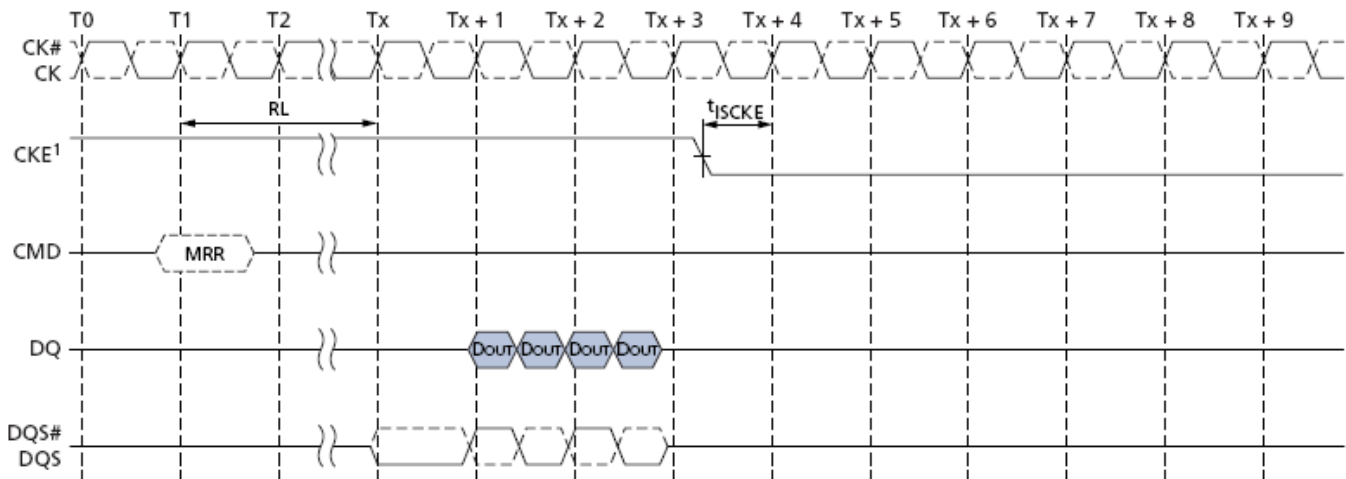 T0 T1 T2 Tx Tx + 1 Tx + 2 Tx + 3 Tx + 4 Tx + 5 Tx + 6 Tx + 7 Tx + 8 Tx + 9
CK#
CK
RL
tISCKE
CKE1
CMD
MRR
DQ
DOUT DOUT DOUT DOUT
DQS#
DQS